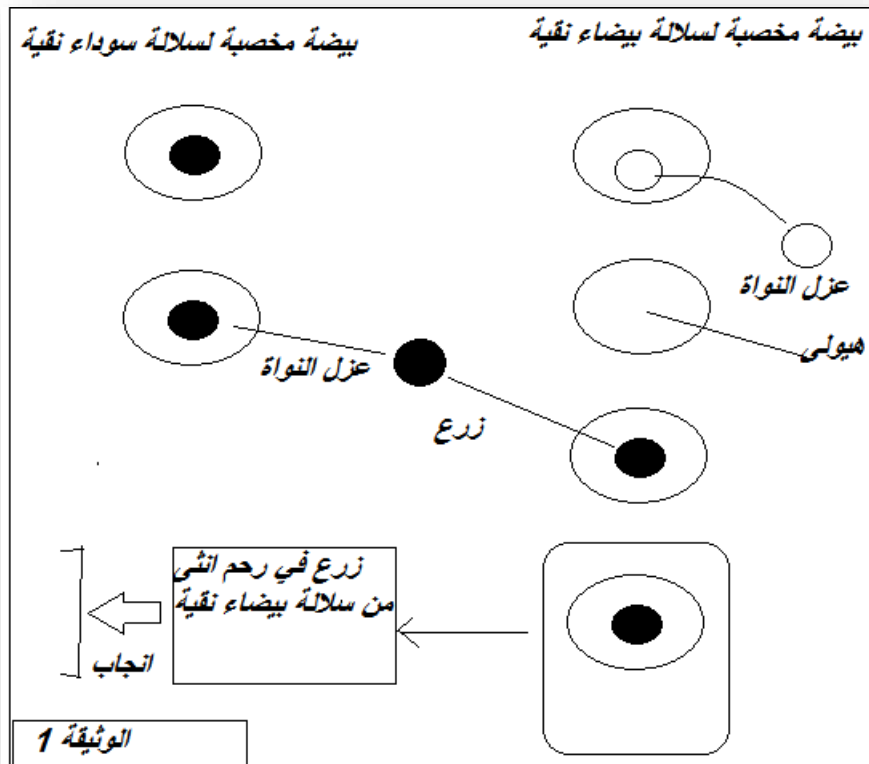 بيضة مخصبة لسلالة بيضاء نقية
بيضة مخصبة لسلالة سوداء نقية
عزل النواة
هيولى
عزل النواة
زرع
زرع في رحم انثى
من سلالة بيضاء نقية
انجاب
الوثيقة 1